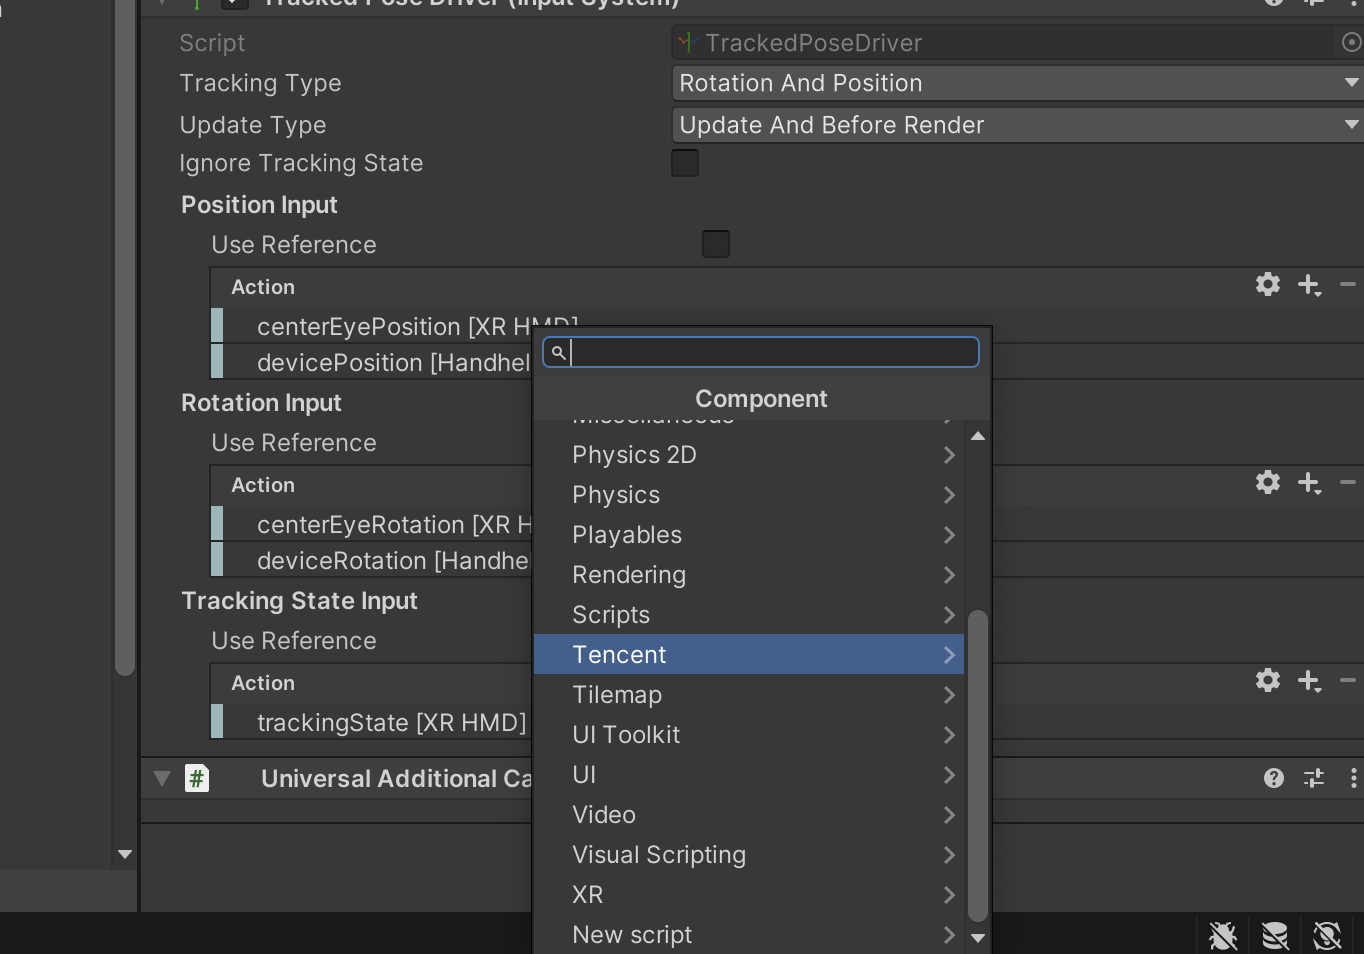 Tracked Pose Driver (Input System)
Script
TrackedPoseDriver
Tracking Type
Rotation And Position
Update Type
Update And Before Render
Ignore Tracking State
Position Input
Use Reference
Action
centerEyePosition [XR HMD]
devicePosition [Handhel
Rotation Input
Use Reference
Action
centerEyeRotation [XR H
deviceRotation [Handhe
Tracking State Input
Use Reference
Action
trackingState [XR HMD]
# Universal Additional Ca
Component
Miscellaneous
Physics 2D
Physics
Playables
Rendering
Scripts
Tencent
Tilemap
UI Toolkit
UI
Video
Visual Scripting
XR
New script